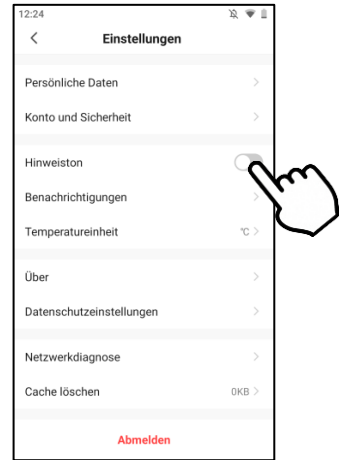 12:24
Einstellungen
Persönliche Daten
Konto und Sicherheit
Hinweiston
Benachrichtigungen
Temperatureinheit °C
Über
Datenschutzeinstellungen
Netzwerkdiagnose
Cache löschen 0KB
Abmelden